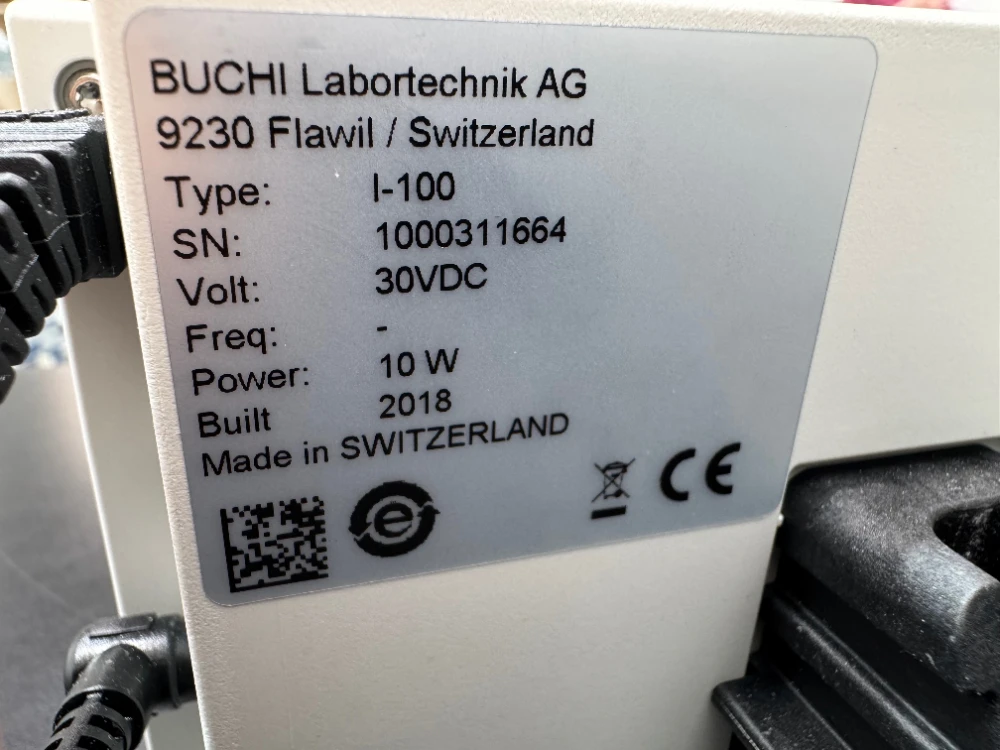 BUCHI Labortechnik AG
9230 Flawil / Switzerland
Type: I-100
SN: 1000311664
Volt: 30VDC
Freq: -
Power: 10 W
Built 2018
Made in SWITZERLAND
e
CE